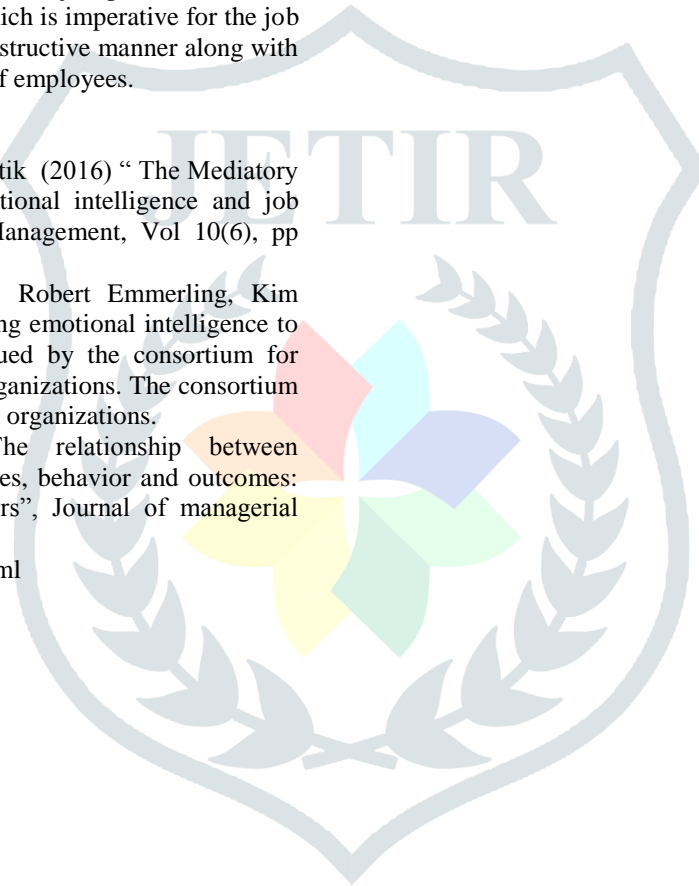 hich is imperative for the job
structive manner along with
f employees.
tik (2016) “ The Mediatory
tional intelligence and job
Management, Vol 10(6), pp
Robert Emmerling, Kim
ng emotional intelligence to
ued by the consortium for
ganizations. The consortium
organizations.
he relationship between
es, behavior and outcomes:
rs”, Journal of managerial
ml
JETIR